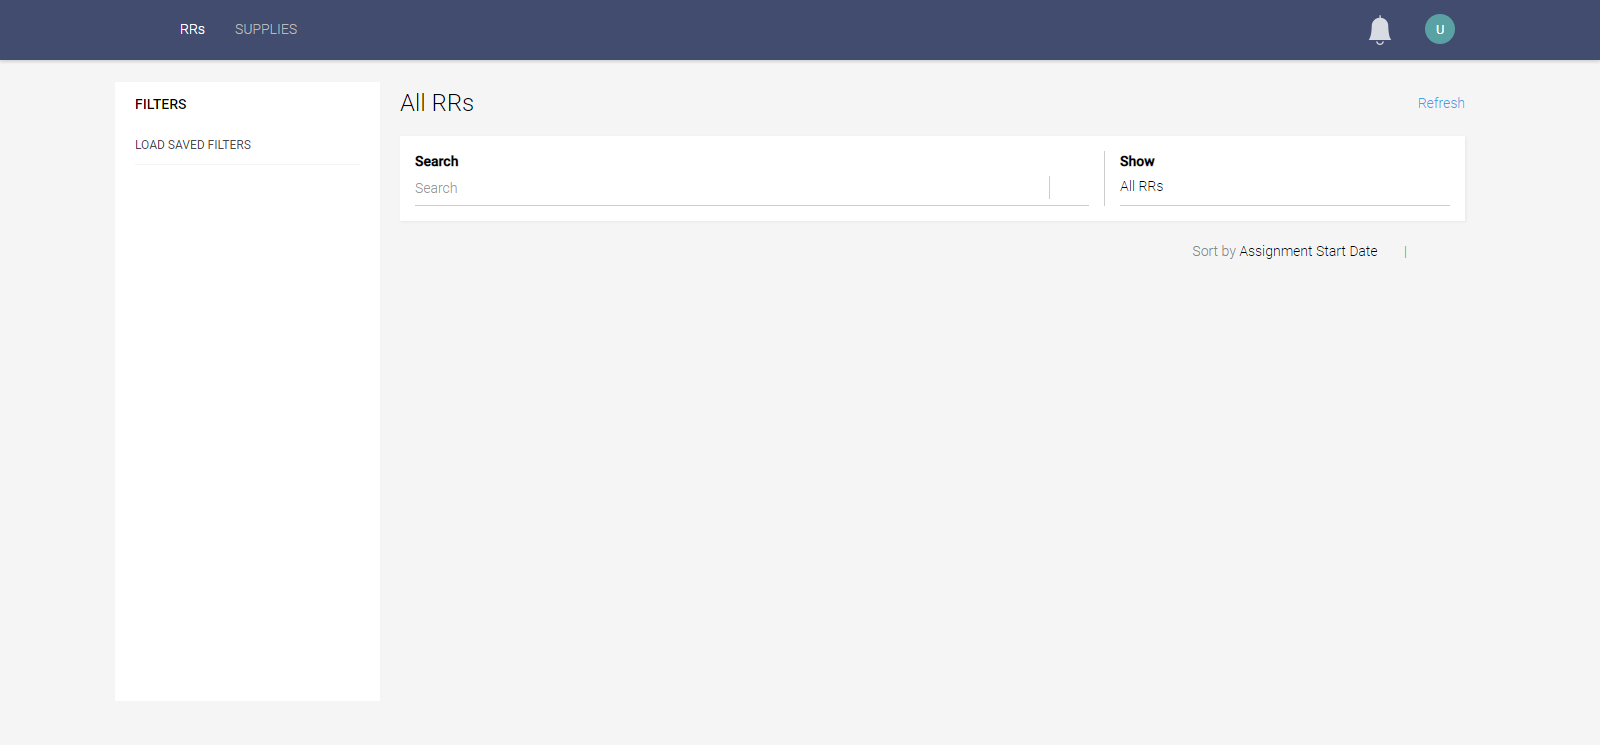 RRs SUPPLIES U
FILTERS
LOAD SAVED FILTERS
All RRs Refresh
Search
Search
Show
All RRs
Sort by Assignment Start Date